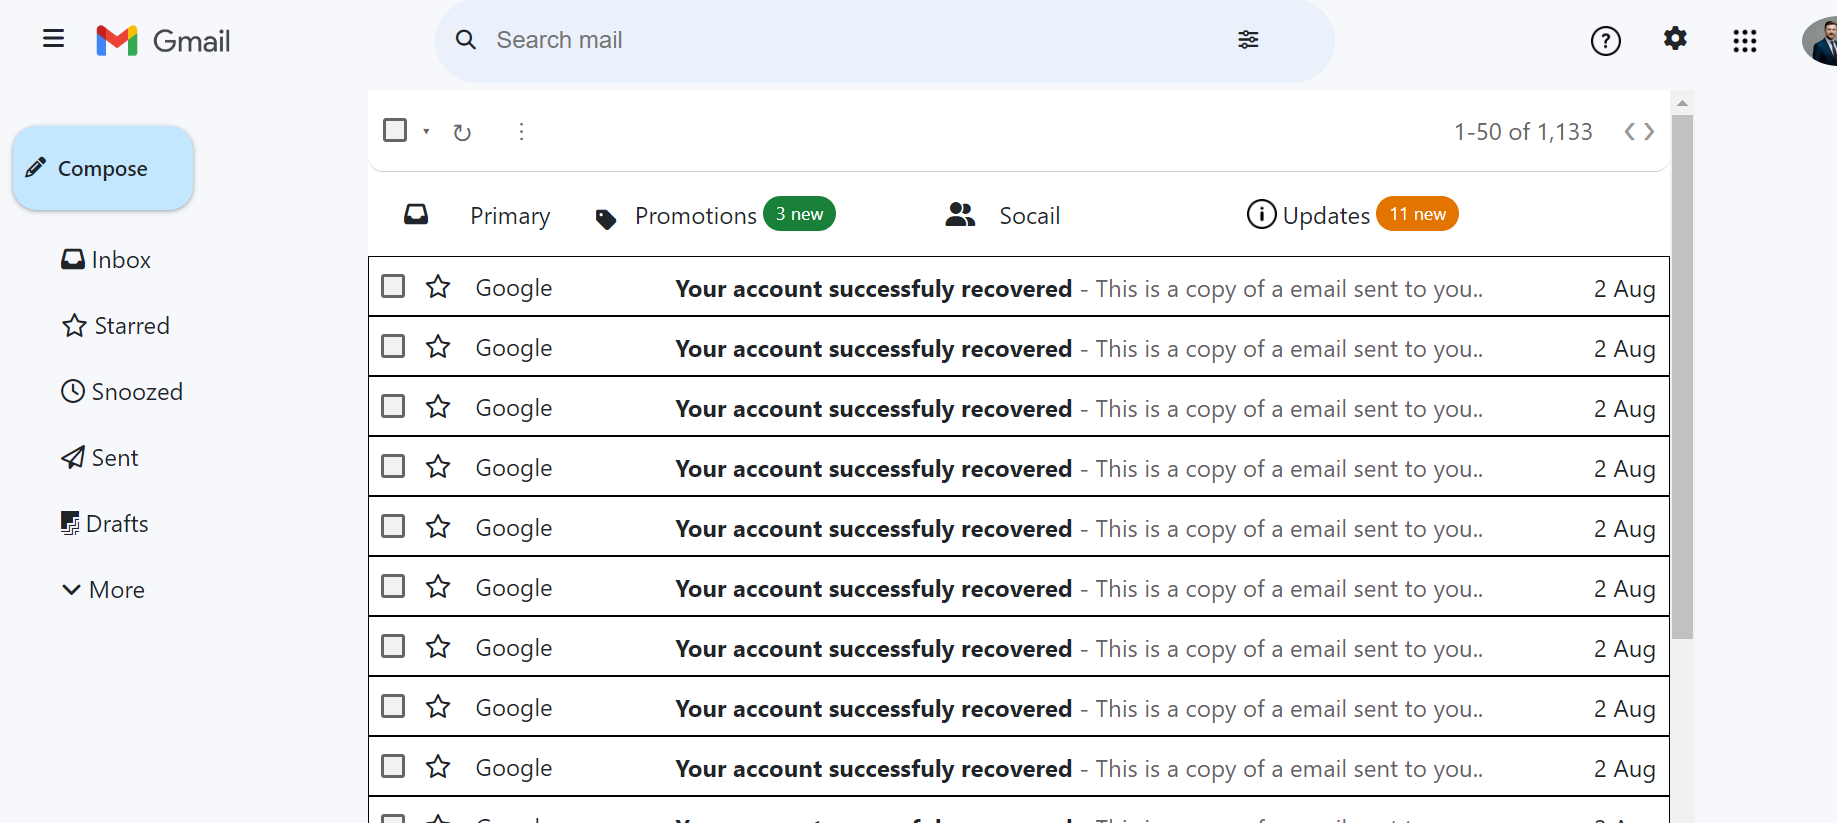 Gmail
Search mail
Compose
1-50 of 1,133
Primary
Promotions 3 new
Socail
Updates 11 new
Inbox
Starred
Snoozed
Sent
Drafts
More
Google Your account successfuly recovered - This is a copy of a email sent to you.. 2 Aug
Google Your account successfuly recovered - This is a copy of a email sent to you.. 2 Aug
Google Your account successfuly recovered - This is a copy of a email sent to you.. 2 Aug
Google Your account successfuly recovered - This is a copy of a email sent to you.. 2 Aug
Google Your account successfuly recovered - This is a copy of a email sent to you.. 2 Aug
Google Your account successfuly recovered - This is a copy of a email sent to you.. 2 Aug
Google Your account successfuly recovered - This is a copy of a email sent to you.. 2 Aug
Google Your account successfuly recovered - This is a copy of a email sent to you.. 2 Aug
Google Your account successfuly recovered - This is a copy of a email sent to you.. 2 Aug